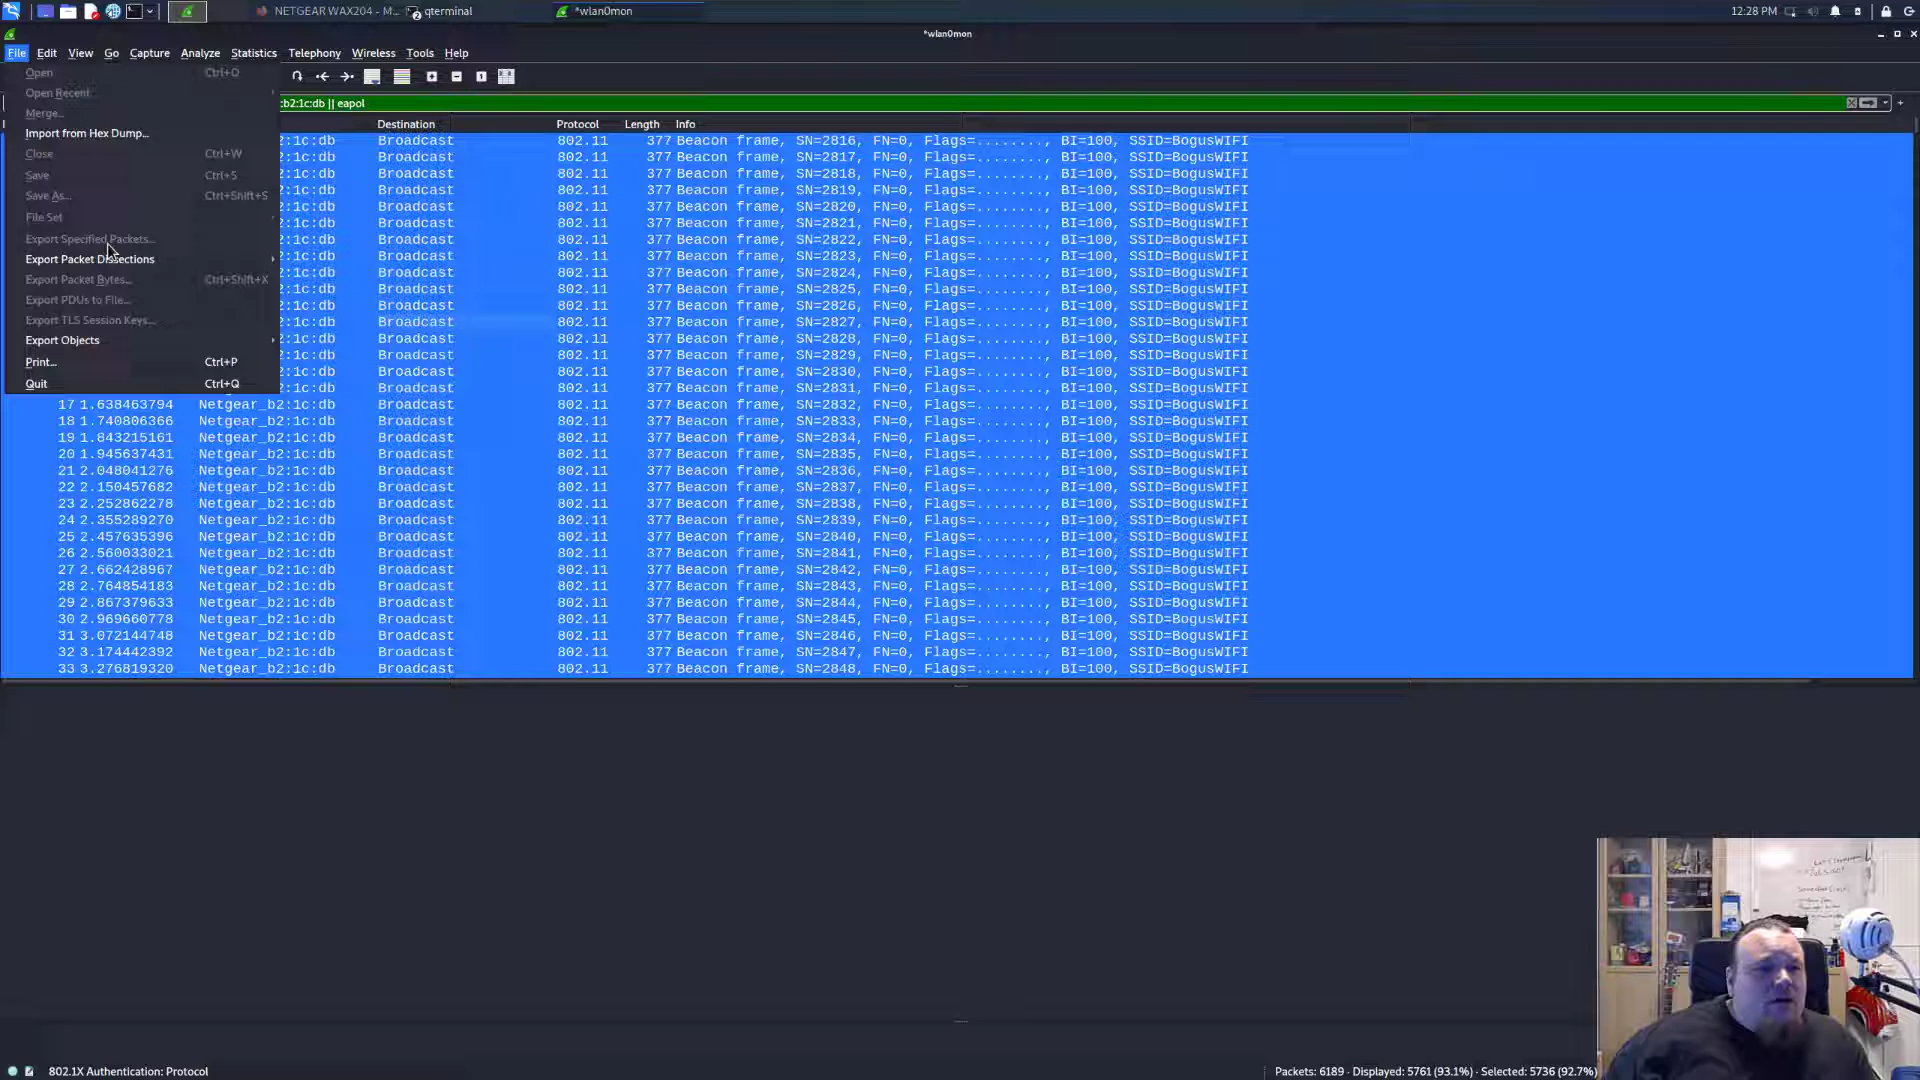 NETGEAR WAX204 - M... qterminal *wlan0mon 12:28 PM
*wlan0mon
File Edit View Go Capture Analyze Statistics Telephony Wireless Tools Help
Open Ctrl+O
Open Recent
Merge...
Import from Hex Dump...
Close Ctrl+W
Save Ctrl+S
Save As... Ctrl+Shift+S
File Set
Export Specified Packets...
Export Packet Dissections
Export Packet Bytes... Ctrl+Shift+X
Export PDUs to File...
Export TLS Session Keys...
Export Objects
Print... Ctrl+P
Quit Ctrl+Q
:b2:1c:db || eapol
Destination Protocol Length Info
2:1c:db Broadcast 802.11 377 Beacon frame, SN=2816, FN=0, Flags=........, BI=100, SSID=BogusWIFI
2:1c:db Broadcast 802.11 377 Beacon frame, SN=2817, FN=0, Flags=........, BI=100, SSID=BogusWIFI
2:1c:db Broadcast 802.11 377 Beacon frame, SN=2818, FN=0, Flags=........, BI=100, SSID=BogusWIFI
2:1c:db Broadcast 802.11 377 Beacon frame, SN=2819, FN=0, Flags=........, BI=100, SSID=BogusWIFI
2:1c:db Broadcast 802.11 377 Beacon frame, SN=2820, FN=0, Flags=........, BI=100, SSID=BogusWIFI
2:1c:db Broadcast 802.11 377 Beacon frame, SN=2821, FN=0, Flags=........, BI=100, SSID=BogusWIFI
2:1c:db Broadcast 802.11 377 Beacon frame, SN=2822, FN=0, Flags=........, BI=100, SSID=BogusWIFI
2:1c:db Broadcast 802.11 377 Beacon frame, SN=2823, FN=0, Flags=........, BI=100, SSID=BogusWIFI
2:1c:db Broadcast 802.11 377 Beacon frame, SN=2824, FN=0, Flags=........, BI=100, SSID=BogusWIFI
2:1c:db Broadcast 802.11 377 Beacon frame, SN=2825, FN=0, Flags=........, BI=100, SSID=BogusWIFI
2:1c:db Broadcast 802.11 377 Beacon frame, SN=2826, FN=0, Flags=........, BI=100, SSID=BogusWIFI
2:1c:db Broadcast 802.11 377 Beacon frame, SN=2827, FN=0, Flags=........, BI=100, SSID=BogusWIFI
2:1c:db Broadcast 802.11 377 Beacon frame, SN=2828, FN=0, Flags=........, BI=100, SSID=BogusWIFI
2:1c:db Broadcast 802.11 377 Beacon frame, SN=2829, FN=0, Flags=........, BI=100, SSID=BogusWIFI
2:1c:db Broadcast 802.11 377 Beacon frame, SN=2830, FN=0, Flags=........, BI=100, SSID=BogusWIFI
2:1c:db Broadcast 802.11 377 Beacon frame, SN=2831, FN=0, Flags=........, BI=100, SSID=BogusWIFI
17 1.638463794 Netgear_b2:1c:db Broadcast 802.11 377 Beacon frame, SN=2832, FN=0, Flags=........, BI=100, SSID=BogusWIFI
18 1.740806366 Netgear_b2:1c:db Broadcast 802.11 377 Beacon frame, SN=2833, FN=0, Flags=........, BI=100, SSID=BogusWIFI
19 1.843215161 Netgear_b2:1c:db Broadcast 802.11 377 Beacon frame, SN=2834, FN=0, Flags=........, BI=100, SSID=BogusWIFI
20 1.945637431 Netgear_b2:1c:db Broadcast 802.11 377 Beacon frame, SN=2835, FN=0, Flags=........, BI=100, SSID=BogusWIFI
21 2.048041276 Netgear_b2:1c:db Broadcast 802.11 377 Beacon frame, SN=2836, FN=0, Flags=........, BI=100, SSID=BogusWIFI
22 2.150457682 Netgear_b2:1c:db Broadcast 802.11 377 Beacon frame, SN=2837, FN=0, Flags=........, BI=100, SSID=BogusWIFI
23 2.252862278 Netgear_b2:1c:db Broadcast 802.11 377 Beacon frame, SN=2838, FN=0, Flags=........, BI=100, SSID=BogusWIFI
24 2.355289270 Netgear_b2:1c:db Broadcast 802.11 377 Beacon frame, SN=2839, FN=0, Flags=........, BI=100, SSID=BogusWIFI
25 2.457635396 Netgear_b2:1c:db Broadcast 802.11 377 Beacon frame, SN=2840, FN=0, Flags=........, BI=100, SSID=BogusWIFI
26 2.560033021 Netgear_b2:1c:db Broadcast 802.11 377 Beacon frame, SN=2841, FN=0, Flags=........, BI=100, SSID=BogusWIFI
27 2.662428967 Netgear_b2:1c:db Broadcast 802.11 377 Beacon frame, SN=2842, FN=0, Flags=........, BI=100, SSID=BogusWIFI
28 2.764854183 Netgear_b2:1c:db Broadcast 802.11 377 Beacon frame, SN=2843, FN=0, Flags=........, BI=100, SSID=BogusWIFI
29 2.867379633 Netgear_b2:1c:db Broadcast 802.11 377 Beacon frame, SN=2844, FN=0, Flags=........, BI=100, SSID=BogusWIFI
30 2.969660778 Netgear_b2:1c:db Broadcast 802.11 377 Beacon frame, SN=2845, FN=0, Flags=........, BI=100, SSID=BogusWIFI
31 3.072144748 Netgear_b2:1c:db Broadcast 802.11 377 Beacon frame, SN=2846, FN=0, Flags=........, BI=100, SSID=BogusWIFI
32 3.174442392 Netgear_b2:1c:db Broadcast 802.11 377 Beacon frame, SN=2847, FN=0, Flags=........, BI=100, SSID=BogusWIFI
33 3.276819320 Netgear_b2:1c:db Broadcast 802.11 377 Beacon frame, SN=2848, FN=0, Flags=........, BI=100, SSID=BogusWIFI
802.1X Authentication: Protocol Packets: 6189 · Displayed: 5761 (93.1%) · Selected: 5736 (92.7%)